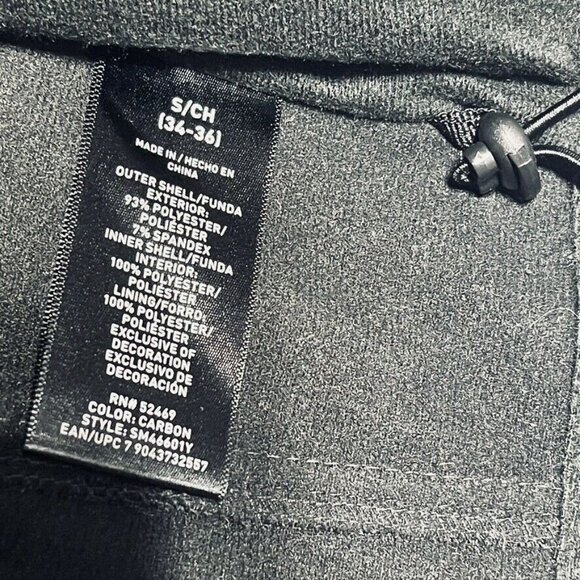 S/CH
(34-36)
MADE IN / HECHO EN
CHINA
OUTER SHELL/FUNDA
EXTERIOR:
93% POLYESTER/
POLIÉSTER
7% SPANDEX
INNER SHELL/FUNDA
INTERIOR:
100% POLYESTER/
POLIÉSTER
LINING/FORRO:
100% POLYESTER/
POLIÉSTER
EXCLUSIVE OF
DECORATION
EXCLUSIVO DE
DECORACIÓN
RN# 52469
COLOR: CARBON
STYLE: SM46601Y
EAN/UPC 7 9043732557